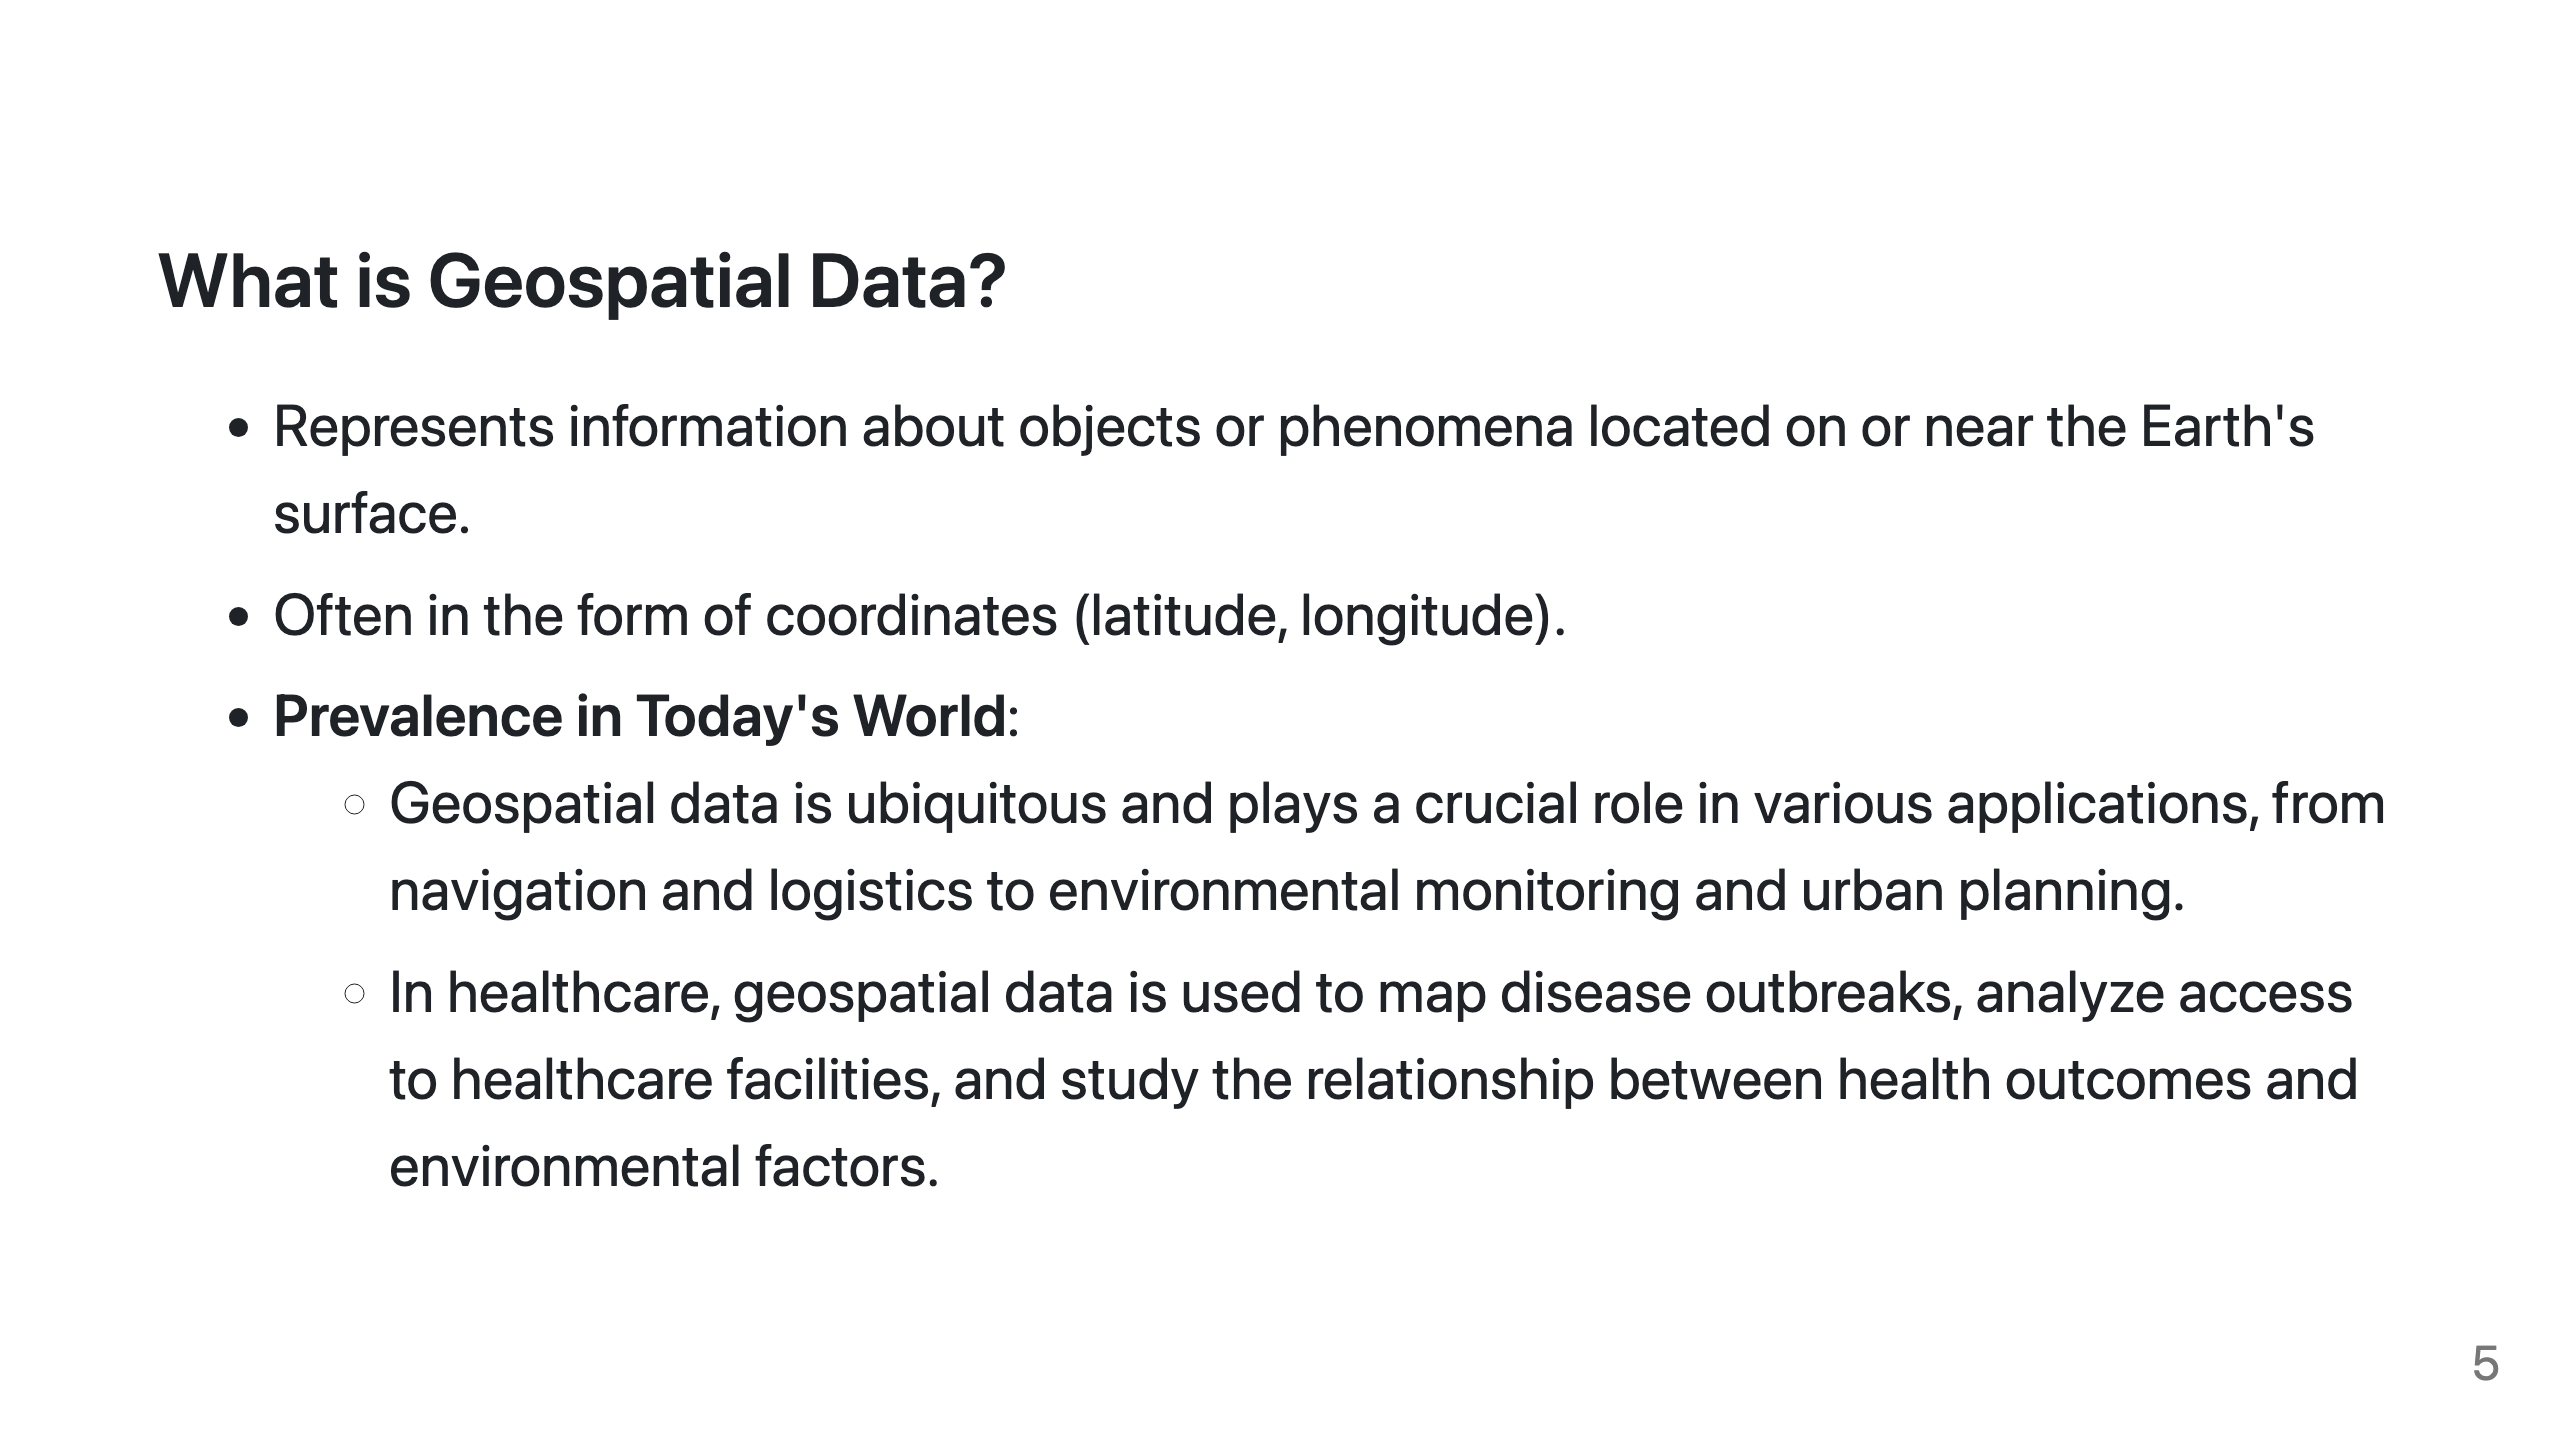 What is Geospatial Data?
• Represents information about objects or phenomena located on or near the Earth's
surface.
• Often in the form of coordinates (latitude, longitude).
• Prevalence in Today's World:
○ Geospatial data is ubiquitous and plays a crucial role in various applications, from
navigation and logistics to environmental monitoring and urban planning.
○ In healthcare, geospatial data is used to map disease outbreaks, analyze access
to healthcare facilities, and study the relationship between health outcomes and
environmental factors.
5